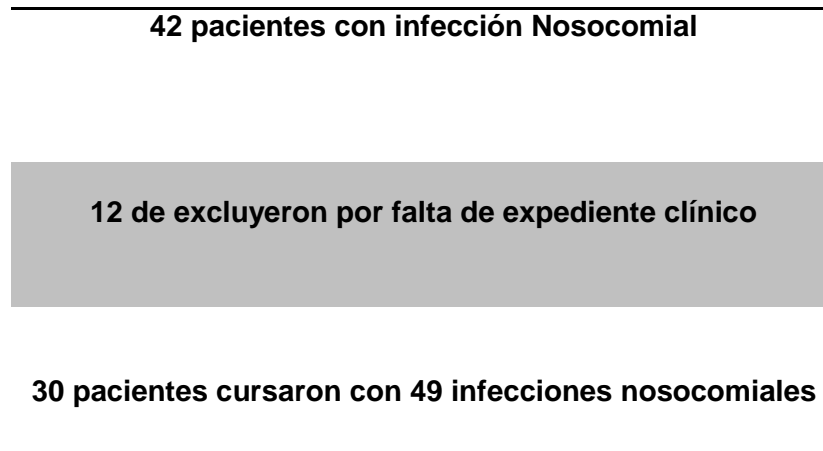 42 pacientes con infección Nosocomial
12 de excluyeron por falta de expediente clínico
30 pacientes cursaron con 49 infecciones nosocomiales